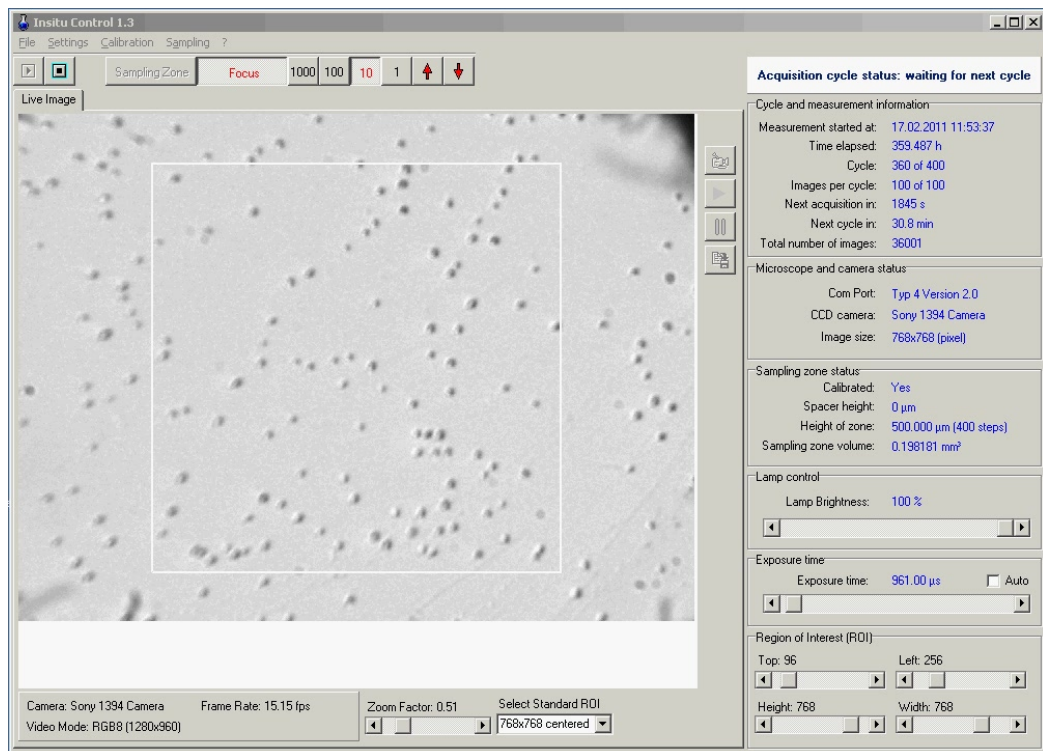 Insitu Control 1.3
File Settings Calibration Sampling ?
Sampling Zone Focus 1000 100 10 1
Live Image
Acquisition cycle status: waiting for next cycle
Cycle and measurement information
Measurement started at: 17.02.2011 11:53:37
Time elapsed: 359.487 h
Cycle: 360 of 400
Images per cycle: 100 of 100
Next acquisition in: 1845 s
Next cycle in: 30.8 min
Total number of images: 36001
Microscope and camera status
Com Port: Typ 4 Version 2.0
CCD camera: Sony 1394 Camera
Image size: 768x768 (pixel)
Sampling zone status
Calibrated: Yes
Spacer height: 0 µm
Height of zone: 500.000 µm (400 steps)
Sampling zone volume: 0.198181 mm³
Lamp control
Lamp Brightness: 100 %
Exposure time
Exposure time: 961.00 µs Auto
Region of Interest (ROI)
Top: 96 Left: 256
Height: 768 Width: 768
Camera: Sony 1394 Camera Frame Rate: 15.15 fps
Video Mode: RGB8 (1280x960)
Zoom Factor: 0.51
Select Standard ROI
768x768 centered